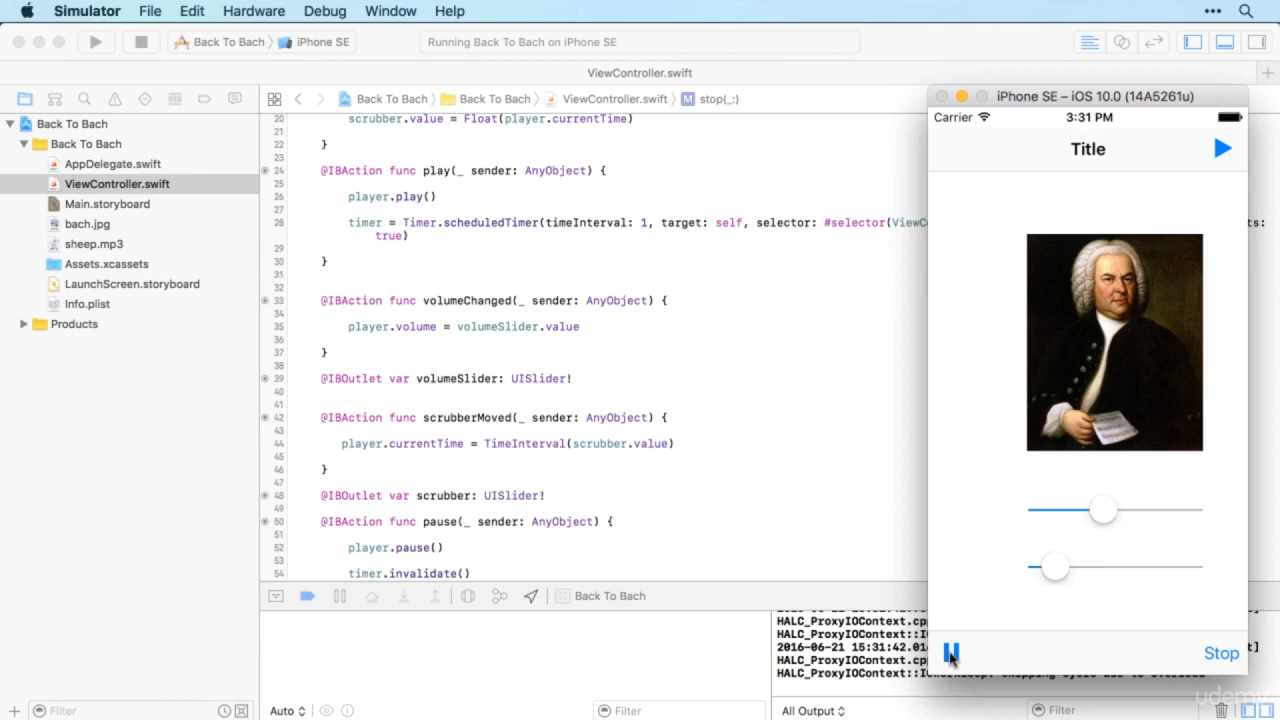 Simulator File Edit Hardware Debug Window Help
Back To Bach iPhone SE
Running Back To Bach on iPhone SE
ViewController.swift
Back To Bach Back To Bach ViewController.swift M stop(_:)
Back To Bach
Back To Bach
AppDelegate.swift
ViewController.swift
Main.storyboard
bach.jpg
sheep.mp3
Assets.xcassets
LaunchScreen.storyboard
Info.plist
Products
Filter
20 scrubber.value = Float(player.currentTime)
21
22 }
23
24 @IBAction func play(_ sender: AnyObject) {
25
26 player.play()
27
28 timer = Timer.scheduledTimer(timeInterval: 1, target: self, selector: #selector(ViewC
ts:
true)
29
30 }
31
32
33 @IBAction func volumeChanged(_ sender: AnyObject) {
34
35 player.volume = volumeSlider.value
36
37 }
38
39 @IBOutlet var volumeSlider: UISlider!
40
41
42 @IBAction func scrubberMoved(_ sender: AnyObject) {
43
44 player.currentTime = TimeInterval(scrubber.value)
45
46 }
47
48 @IBOutlet var scrubber: UISlider!
49
50 @IBAction func pause(_ sender: AnyObject) {
51
52 player.pause()
53
54 timer.invalidate()
Back To Bach
HALC_ProxyIOContext.cp
HALC_ProxyIOContext::I
2016-06-21 15:31:42.01
t]
HALC_ProxyIOContext.cp
HALC_ProxyIOContext::I
Auto
Filter
All Output
Filter
iPhone SE – iOS 10.0 (14A5261u)
Carrier 3:31 PM
Title
Stop
udemy